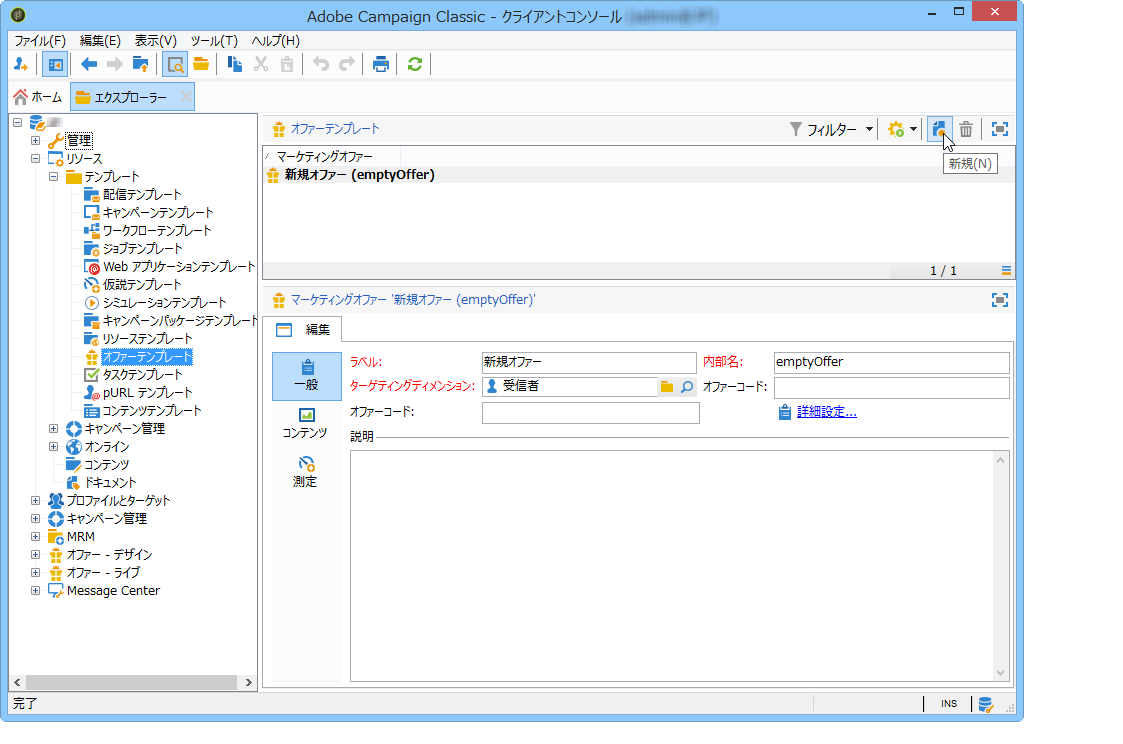 Adobe Campaign Classic - クライアントコンソール
ファイル(F) 編集(E) 表示(V) ツール(T) ヘルプ(H)
ホーム エクスプローラー
管理
リソース
テンプレート
配信テンプレート
キャンペーンテンプレート
ワークフローテンプレート
ジョブテンプレート
Web アプリケーションテンプレート
仮説テンプレート
シミュレーションテンプレート
キャンペーンパッケージテンプレート
リソーステンプレート
オファーテンプレート
タスクテンプレート
pURL テンプレート
コンテンツテンプレート
キャンペーン管理
オンライン
コンテンツ
ドキュメント
プロファイルとターゲット
キャンペーン管理
MRM
オファー - デザイン
オファー - ライブ
Message Center
オファーテンプレート フィルター
新規(N)
マーケティングオファー
新規オファー (emptyOffer)
1 / 1
マーケティングオファー '新規オファー (emptyOffer)'
編集
一般
コンテンツ
測定
ラベル: 新規オファー 内部名: emptyOffer
ターゲティングディメンション: 受信者 オファーコード:
オファーコード: 詳細設定...
説明
完了 INS